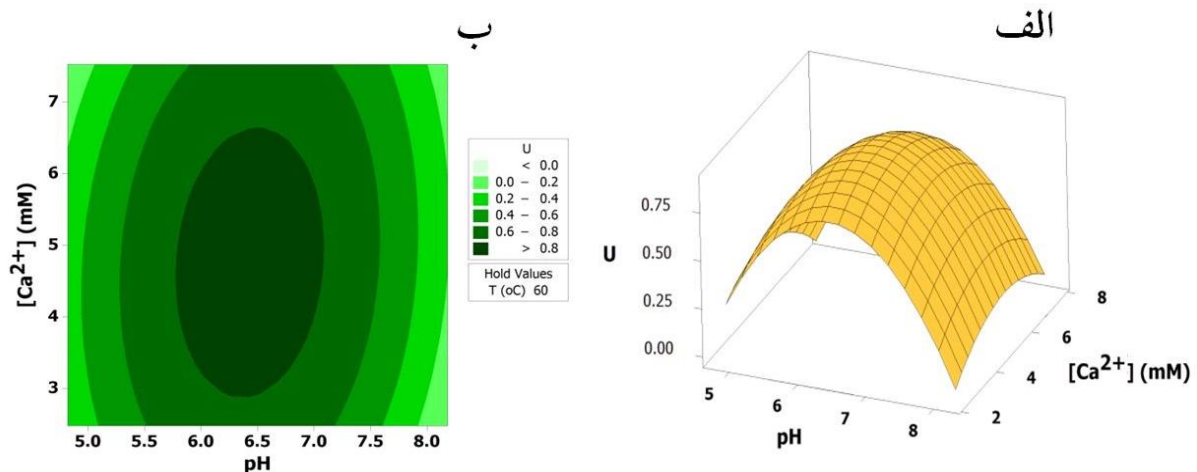 ب
الف
7
6
5
4
3
[Ca2+] (mM)
5.0 5.5 6.0 6.5 7.0 7.5 8.0
pH
U
< 0.0
0.0 – 0.2
0.2 – 0.4
0.4 – 0.6
0.6 – 0.8
> 0.8
Hold Values
T (oC) 60
0.75
0.50
0.25
0.00
U
5
6
7
8
pH
2
4
6
8
[Ca2+] (mM)